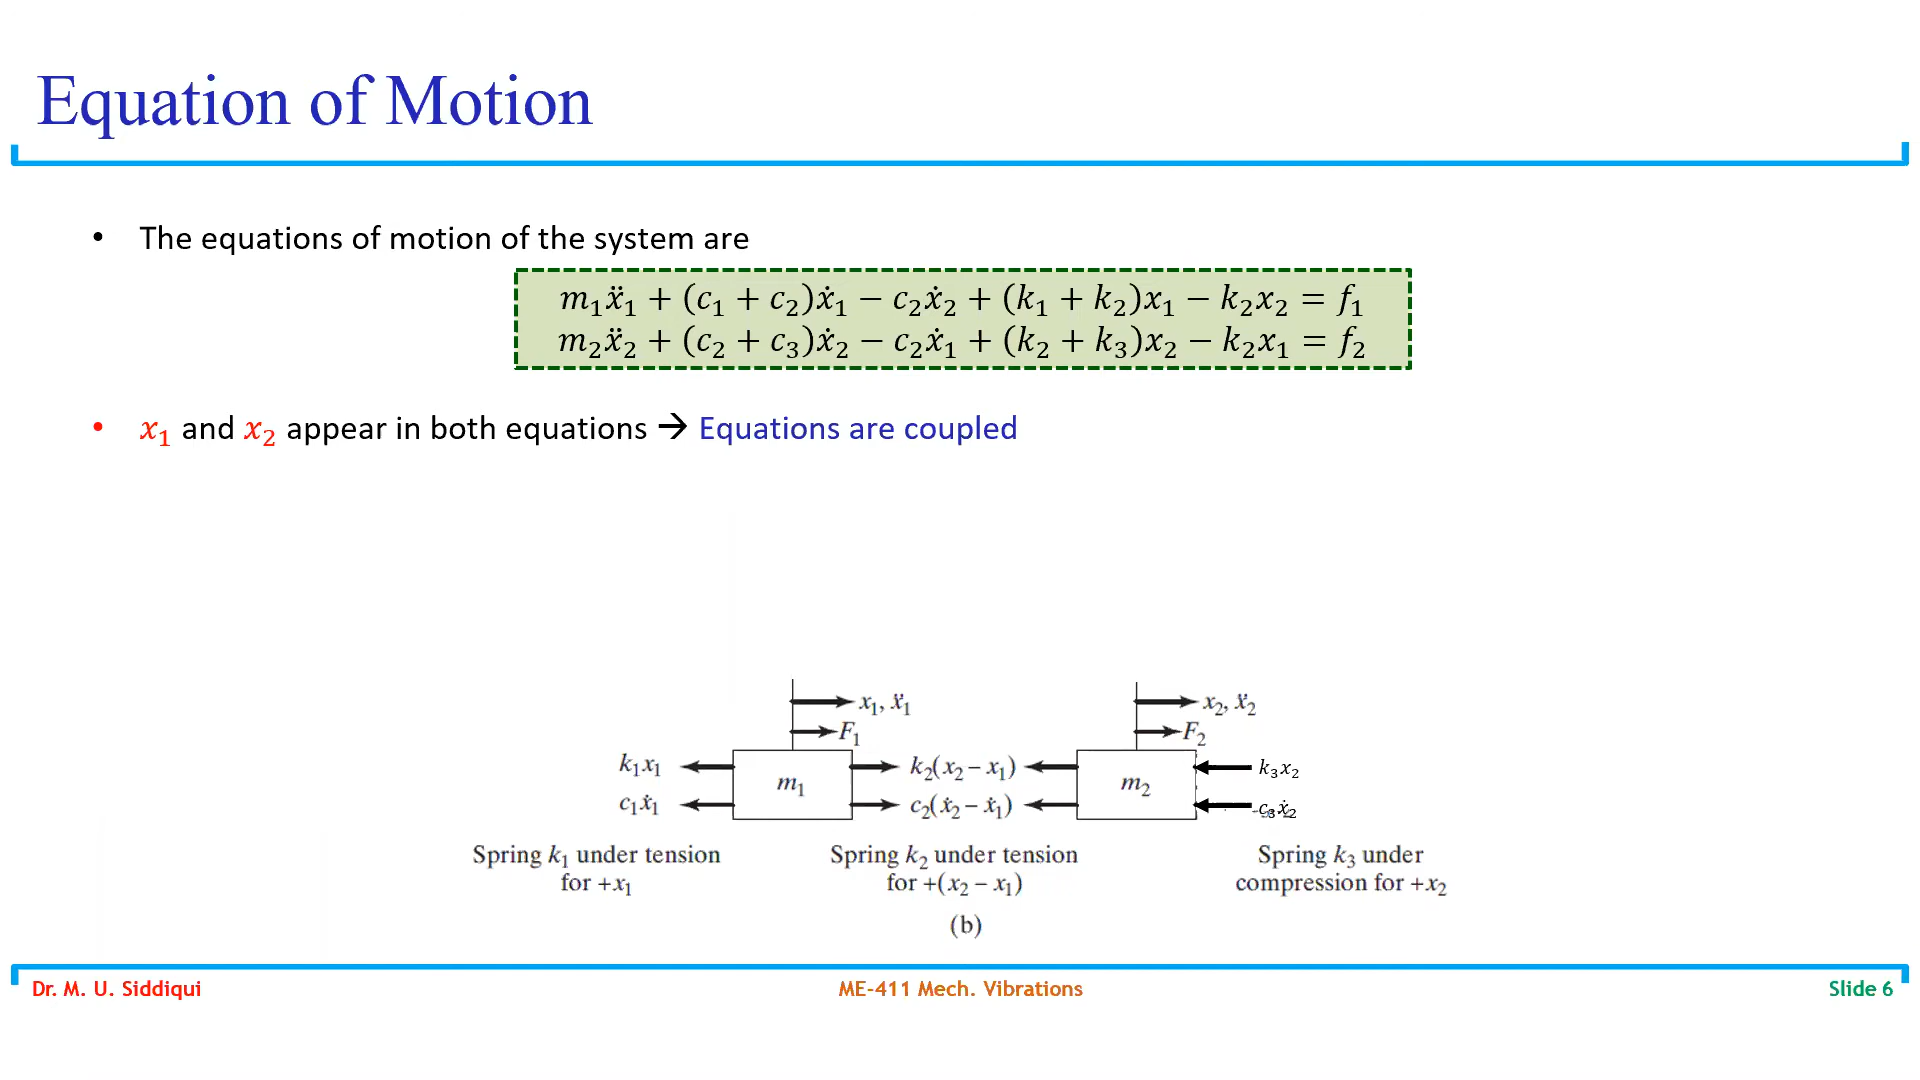 Equation of Motion
• The equations of motion of the system are
m₁ẍ₁ + (c₁ + c₂)ẋ₁ − c₂ẋ₂ + (k₁ + k₂)x₁ − k₂x₂ = f₁
m₂ẍ₂ + (c₂ + c₃)ẋ₂ − c₂ẋ₁ + (k₂ + k₃)x₂ − k₂x₁ = f₂
• x₁ and x₂ appear in both equations → Equations are coupled
x₁, ẍ₁
F₁
x₂, ẍ₂
F₂
k₁x₁
m₁
k₂(x₂ − x₁)
m₂
k₃x₂
c₁ẋ₁
c₂(ẋ₂ − ẋ₁)
c₃ẋ₂
Spring k₁ under tension
for +x₁
Spring k₂ under tension
for +(x₂ − x₁)
Spring k₃ under
compression for +x₂
(b)
Dr. M. U. Siddiqui
ME-411 Mech. Vibrations
Slide 6